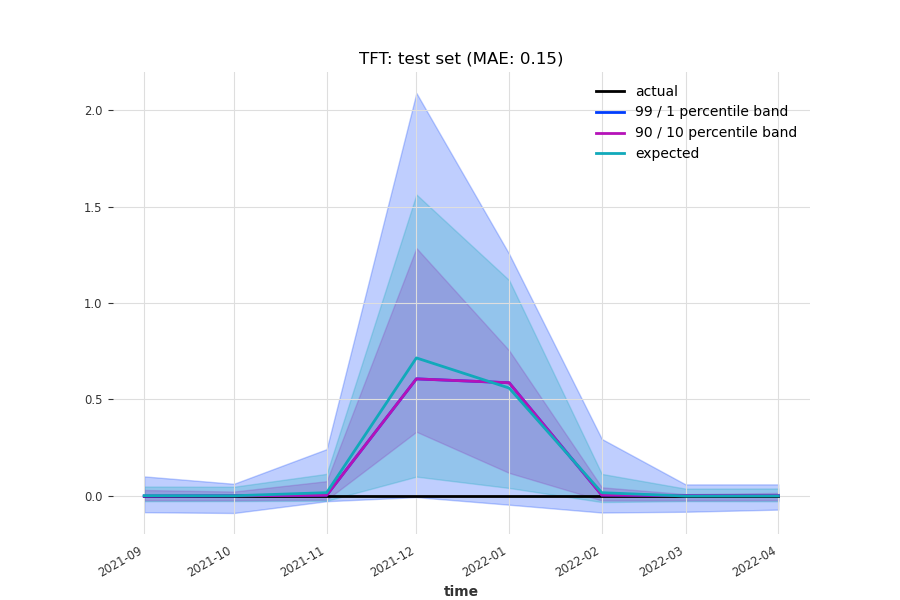 TFT: test set (MAE: 0.15)
actual
99 / 1 percentile band
90 / 10 percentile band
expected
2.0
1.5
1.0
0.5
0.0
2021-09
2021-10
2021-11
2021-12
2022-01
2022-02
2022-03
2022-04
time